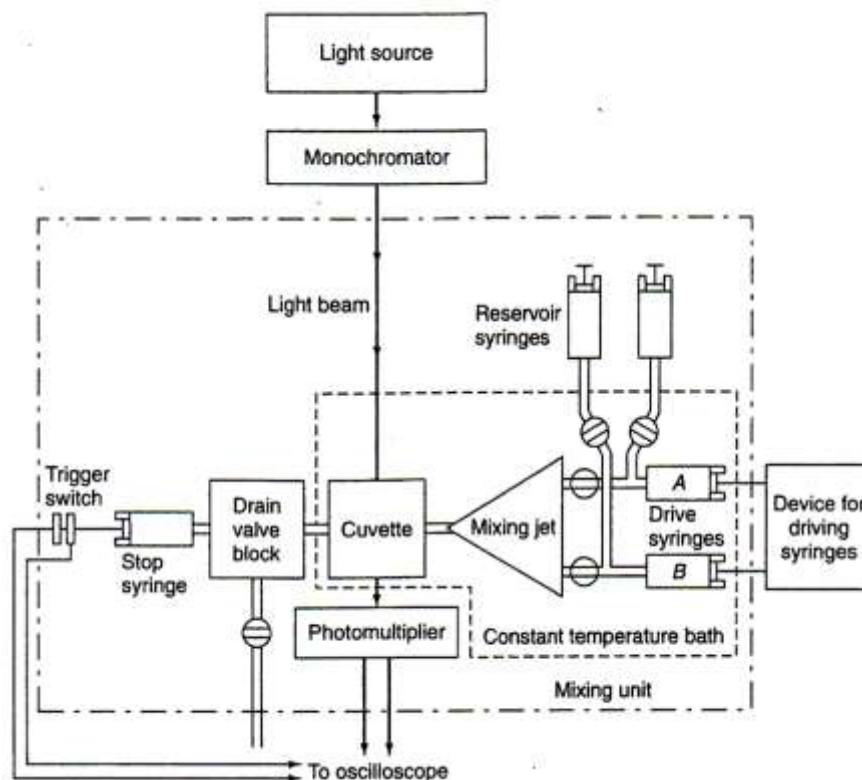 Light source
Monochromator
Light beam
Reservoir
syringes
Trigger
switch
Drain
valve
block
Cuvette
Mixing jet
A
Drive
syringes
B
Device for
driving
syringes
Stop
syringe
Photomultiplier
Constant temperature bath
Mixing unit
To oscilloscope